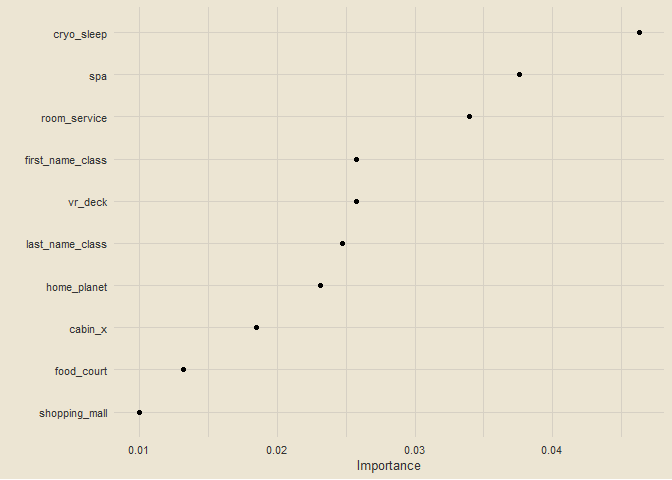 cryo_sleep
spa
room_service
first_name_class
vr_deck
last_name_class
home_planet
cabin_x
food_court
shopping_mall
0.01 0.02 0.03 0.04
Importance